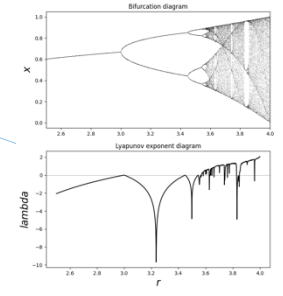 Bifurcation diagram
1.0
0.8
0.6
0.4
0.2
0.0
x
2.6 2.8 3.0 3.2 3.4 3.6 3.8 4.0
Lyapunov exponent diagram
2
0
−2
−4
−6
−8
−10
lambda
2.6 2.8 3.0 3.2 3.4 3.6 3.8 4.0
r